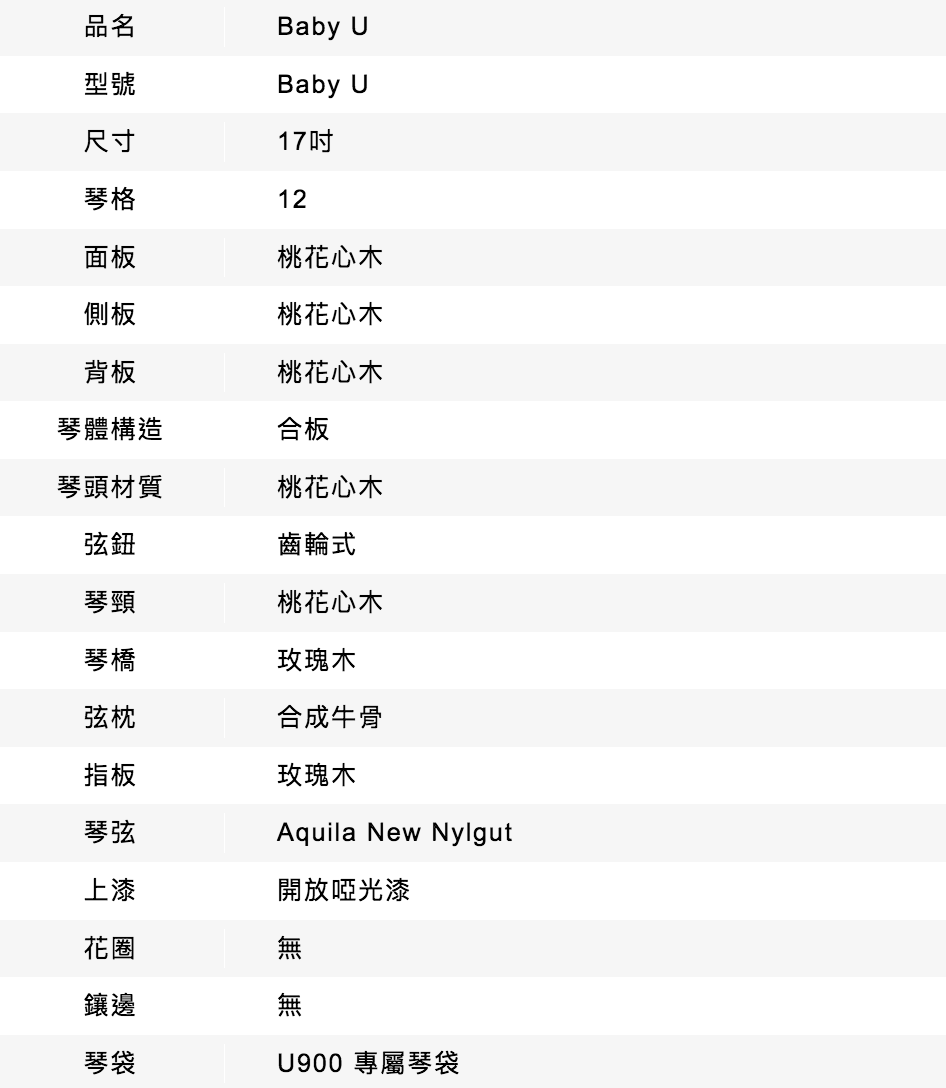 品名 Baby U
型號 Baby U
尺寸 17吋
琴格 12
面板 桃花心木
側板 桃花心木
背板 桃花心木
琴體構造 合板
琴頭材質 桃花心木
弦鈕 齒輪式
琴頸 桃花心木
琴橋 玫瑰木
弦枕 合成牛骨
指板 玫瑰木
琴弦 Aquila New Nylgut
上漆 開放啞光漆
花圈 無
鑲邊 無
琴袋 U900 專屬琴袋